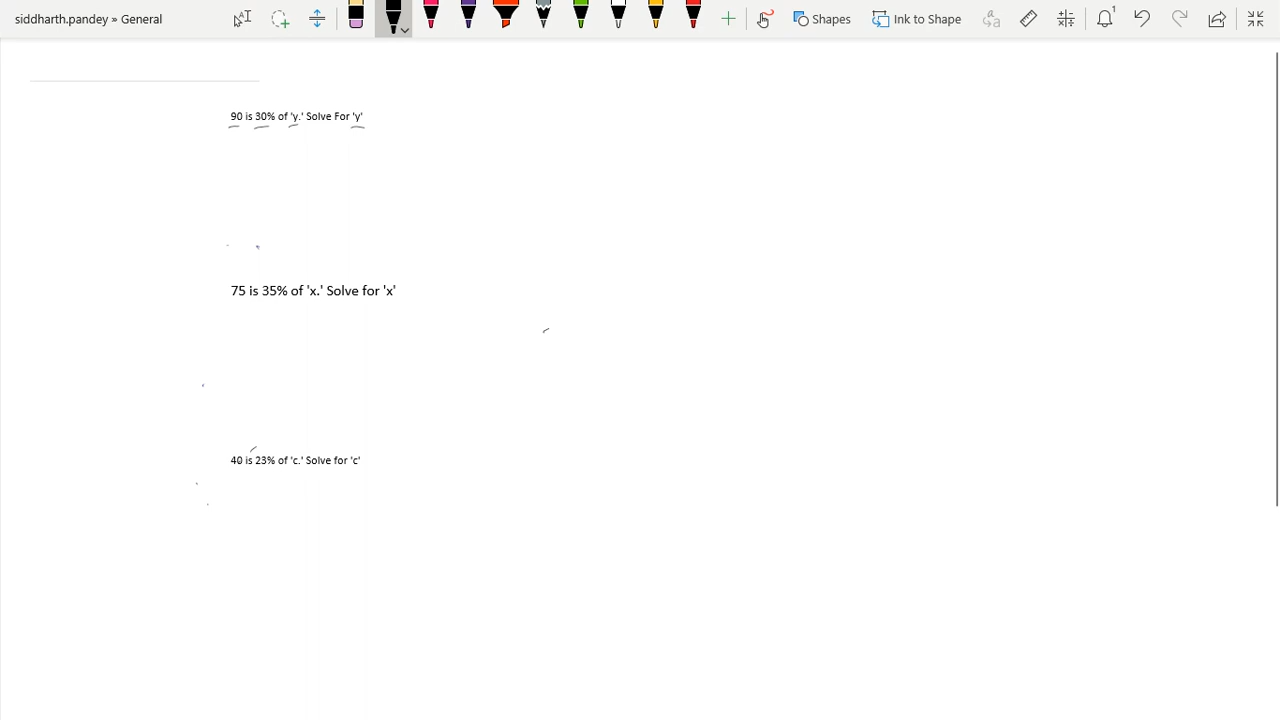 siddharth.pandey » General
Shapes
Ink to Shape
90 is 30% of 'y.' Solve For 'y'
75 is 35% of 'x.' Solve for 'x'
40 is 23% of 'c.' Solve for 'c'